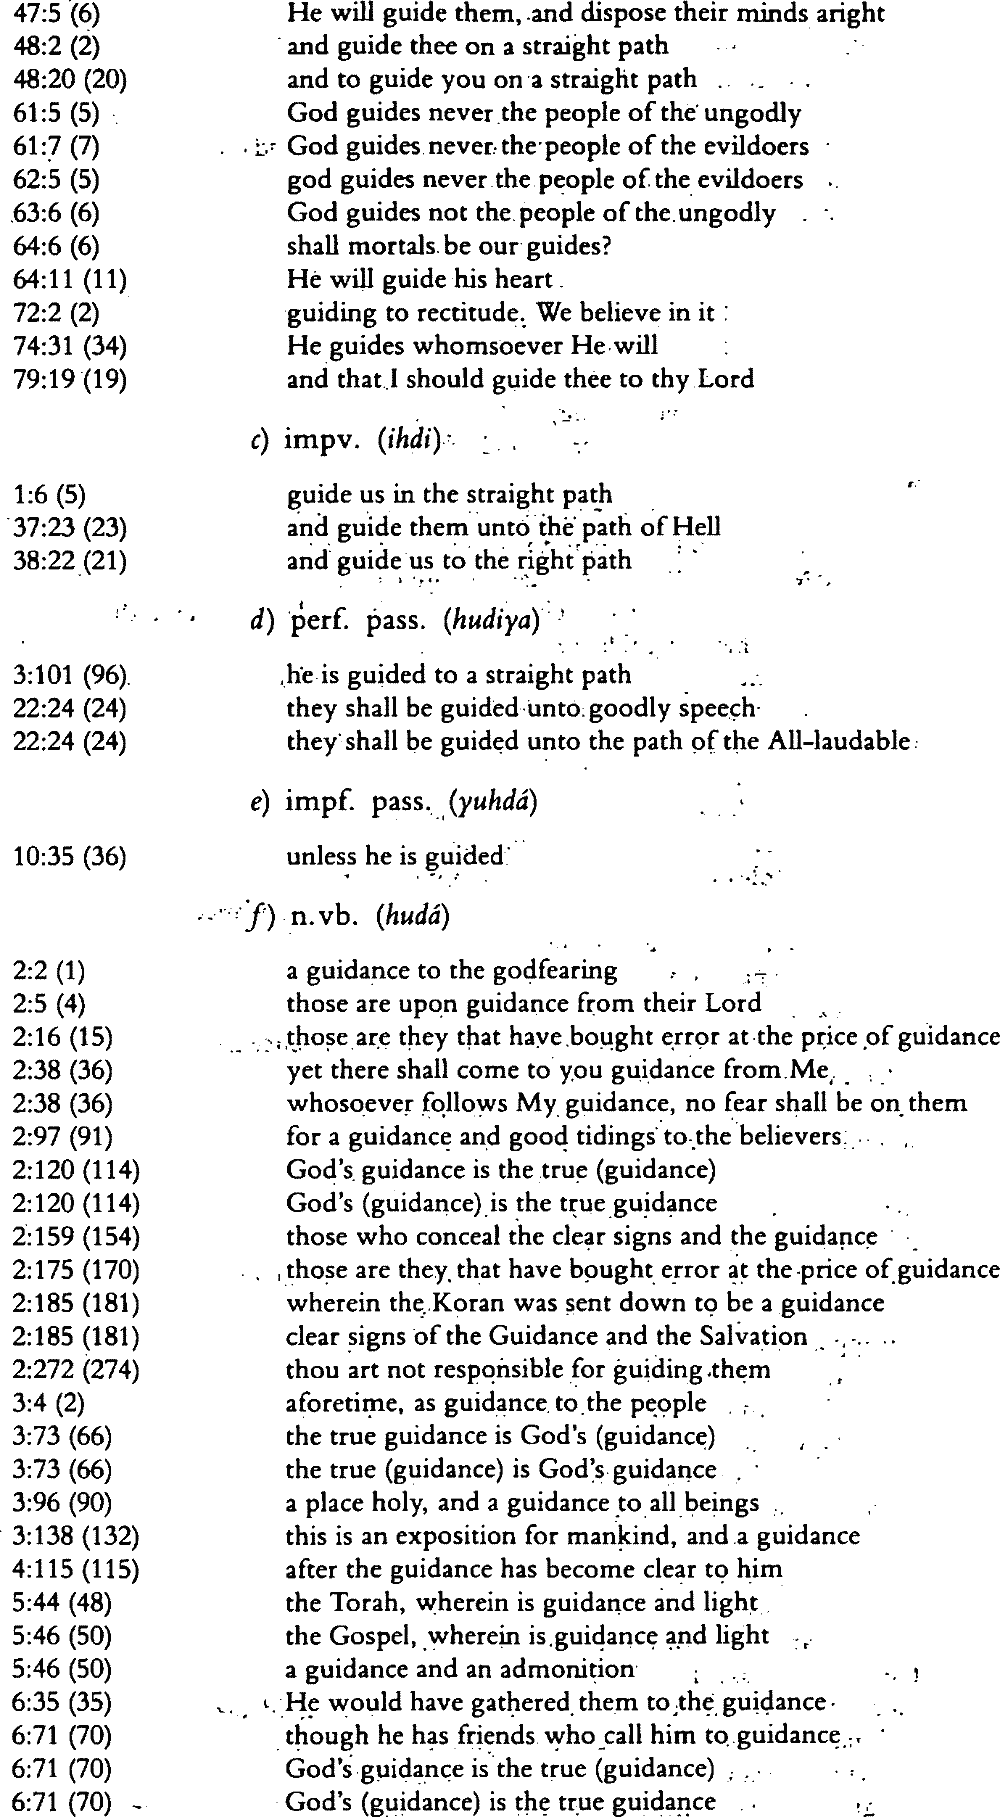 47:5 (6) He will guide them, and dispose their minds aright
48:2 (2) and guide thee on a straight path
48:20 (20) and to guide you on a straight path
61:5 (5) God guides never the people of the ungodly
61:7 (7) God guides never the people of the evildoers
62:5 (5) god guides never the people of the evildoers
63:6 (6) God guides not the people of the ungodly
64:6 (6) shall mortals be our guides?
64:11 (11) He will guide his heart
72:2 (2) guiding to rectitude. We believe in it
74:31 (34) He guides whomsoever He will
79:19 (19) and that I should guide thee to thy Lord
c) impv. (ihdi)
1:6 (5) guide us in the straight path
37:23 (23) and guide them unto the path of Hell
38:22 (21) and guide us to the right path
d) perf. pass. (hudiya)
3:101 (96) he is guided to a straight path
22:24 (24) they shall be guided unto goodly speech
22:24 (24) they shall be guided unto the path of the All-laudable
e) impf. pass. (yuhdá)
10:35 (36) unless he is guided
f) n.vb. (hudá)
2:2 (1) a guidance to the godfearing
2:5 (4) those are upon guidance from their Lord
2:16 (15) those are they that have bought error at the price of guidance
2:38 (36) yet there shall come to you guidance from Me
2:38 (36) whosoever follows My guidance, no fear shall be on them
2:97 (91) for a guidance and good tidings to the believers
2:120 (114) God's guidance is the true (guidance)
2:120 (114) God's (guidance) is the true guidance
2:159 (154) those who conceal the clear signs and the guidance
2:175 (170) those are they that have bought error at the price of guidance
2:185 (181) wherein the Koran was sent down to be a guidance
2:185 (181) clear signs of the Guidance and the Salvation
2:272 (274) thou art not responsible for guiding them
3:4 (2) aforetime, as guidance to the people
3:73 (66) the true guidance is God's (guidance)
3:73 (66) the true (guidance) is God's guidance
3:96 (90) a place holy, and a guidance to all beings
3:138 (132) this is an exposition for mankind, and a guidance
4:115 (115) after the guidance has become clear to him
5:44 (48) the Torah, wherein is guidance and light
5:46 (50) the Gospel, wherein is guidance and light
5:46 (50) a guidance and an admonition
6:35 (35) He would have gathered them to the guidance
6:71 (70) though he has friends who call him to guidance
6:71 (70) God's guidance is the true (guidance)
6:71 (70) God's (guidance) is the true guidance